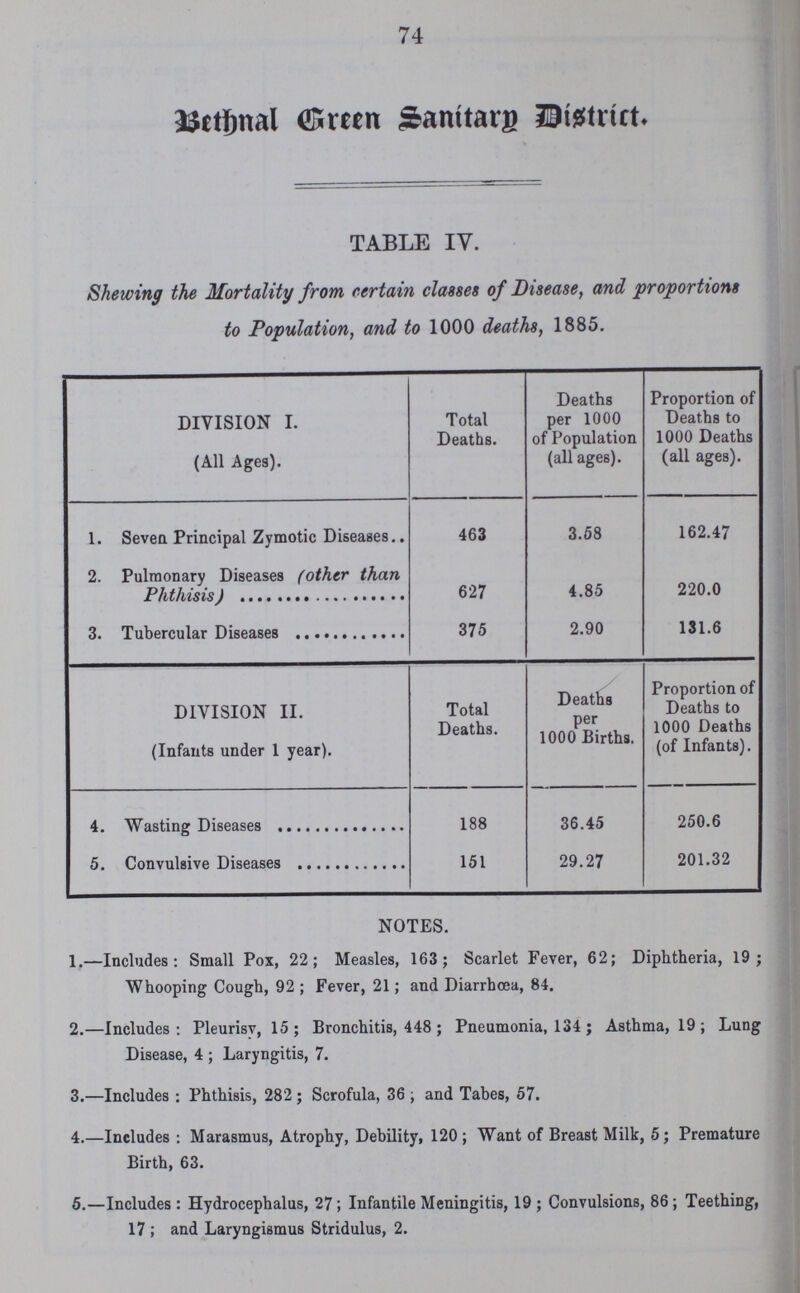 74
Bethnal Green Sanitary District.
TABLE IV.
Shewing the Mortality from certain classes of Disease, and proportions
to Population, and to 1000 deaths, 1885.
DIVISION I.
(All Ages).
Total
Deaths.
Deaths
per 1000
of Population
(all ages).
Proportion of
Deaths to
1000 Deaths
(all ages).
1. Seven Principal Zymotic Diseases.. 463 3.58 162.47
2. Pulmonary Diseases (other than
Phthisis) .................... 627 4.85 220.0
3. Tubercular Diseases ............ 375 2.90 131.6
DIVISION II.
(Infants under 1 year).
Total
Deaths.
Deaths
per
1000 Births.
Proportion of
Deaths to
1000 Deaths
(of Infants).
4. Wasting Diseases .............. 188 36.45 250.6
5. Convulsive Diseases ............ 151 29.27 201.32
NOTES.
1.—Includes: Small Pox, 22; Measles, 163; Scarlet Fever, 62; Diphtheria, 19;
Whooping Cough, 92; Fever, 21; and Diarrhœa, 84.
2.—Includes: Pleurisy, 15; Bronchitis, 448; Pneumonia, 134; Asthma, 19; Lung
Disease, 4; Laryngitis, 7.
3.—Includes: Phthisis, 282; Scrofula, 36; and Tabes, 57.
4.—Includes: Marasmus, Atrophy, Debility, 120; Want of Breast Milk, 5; Premature
Birth, 63.
5.—Includes: Hydrocephalus, 27; Infantile Meningitis, 19; Convulsions, 86; Teething,
17; and Laryngismus Stridulus, 2.